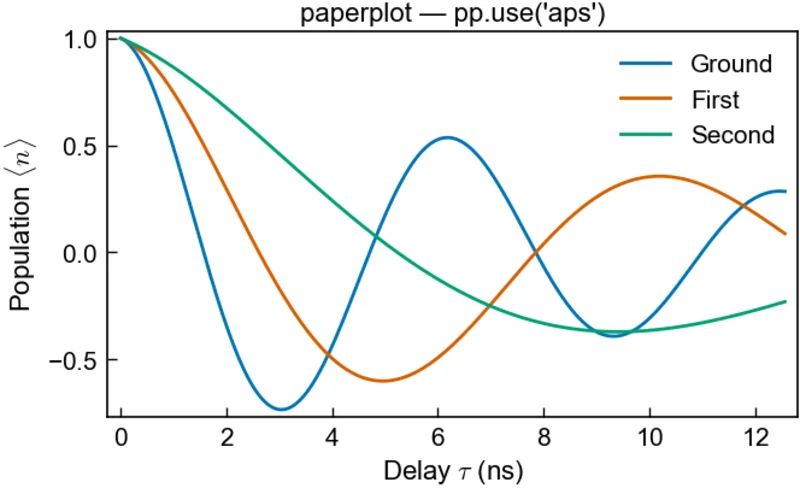 paperplot — pp.use('aps')
Ground
First
Second
Population ⟨n⟩
1.0
0.5
0.0
−0.5
0 2 4 6 8 10 12
Delay τ (ns)